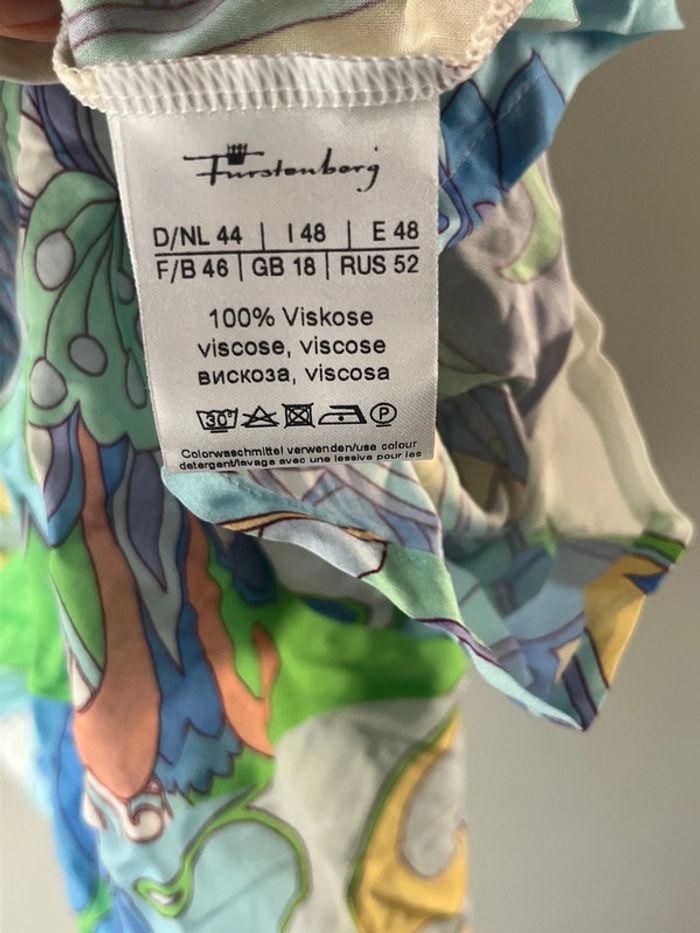 Fürstenberg
D/NL 44 | I 48 | E 48
F/B 46 | GB 18 | RUS 52
100% Viskose
viscose, viscose
вискоза, viscosa
30° P
Colorwaschmittel verwenden/use colour
detergent/lavage avec une lessive pour les